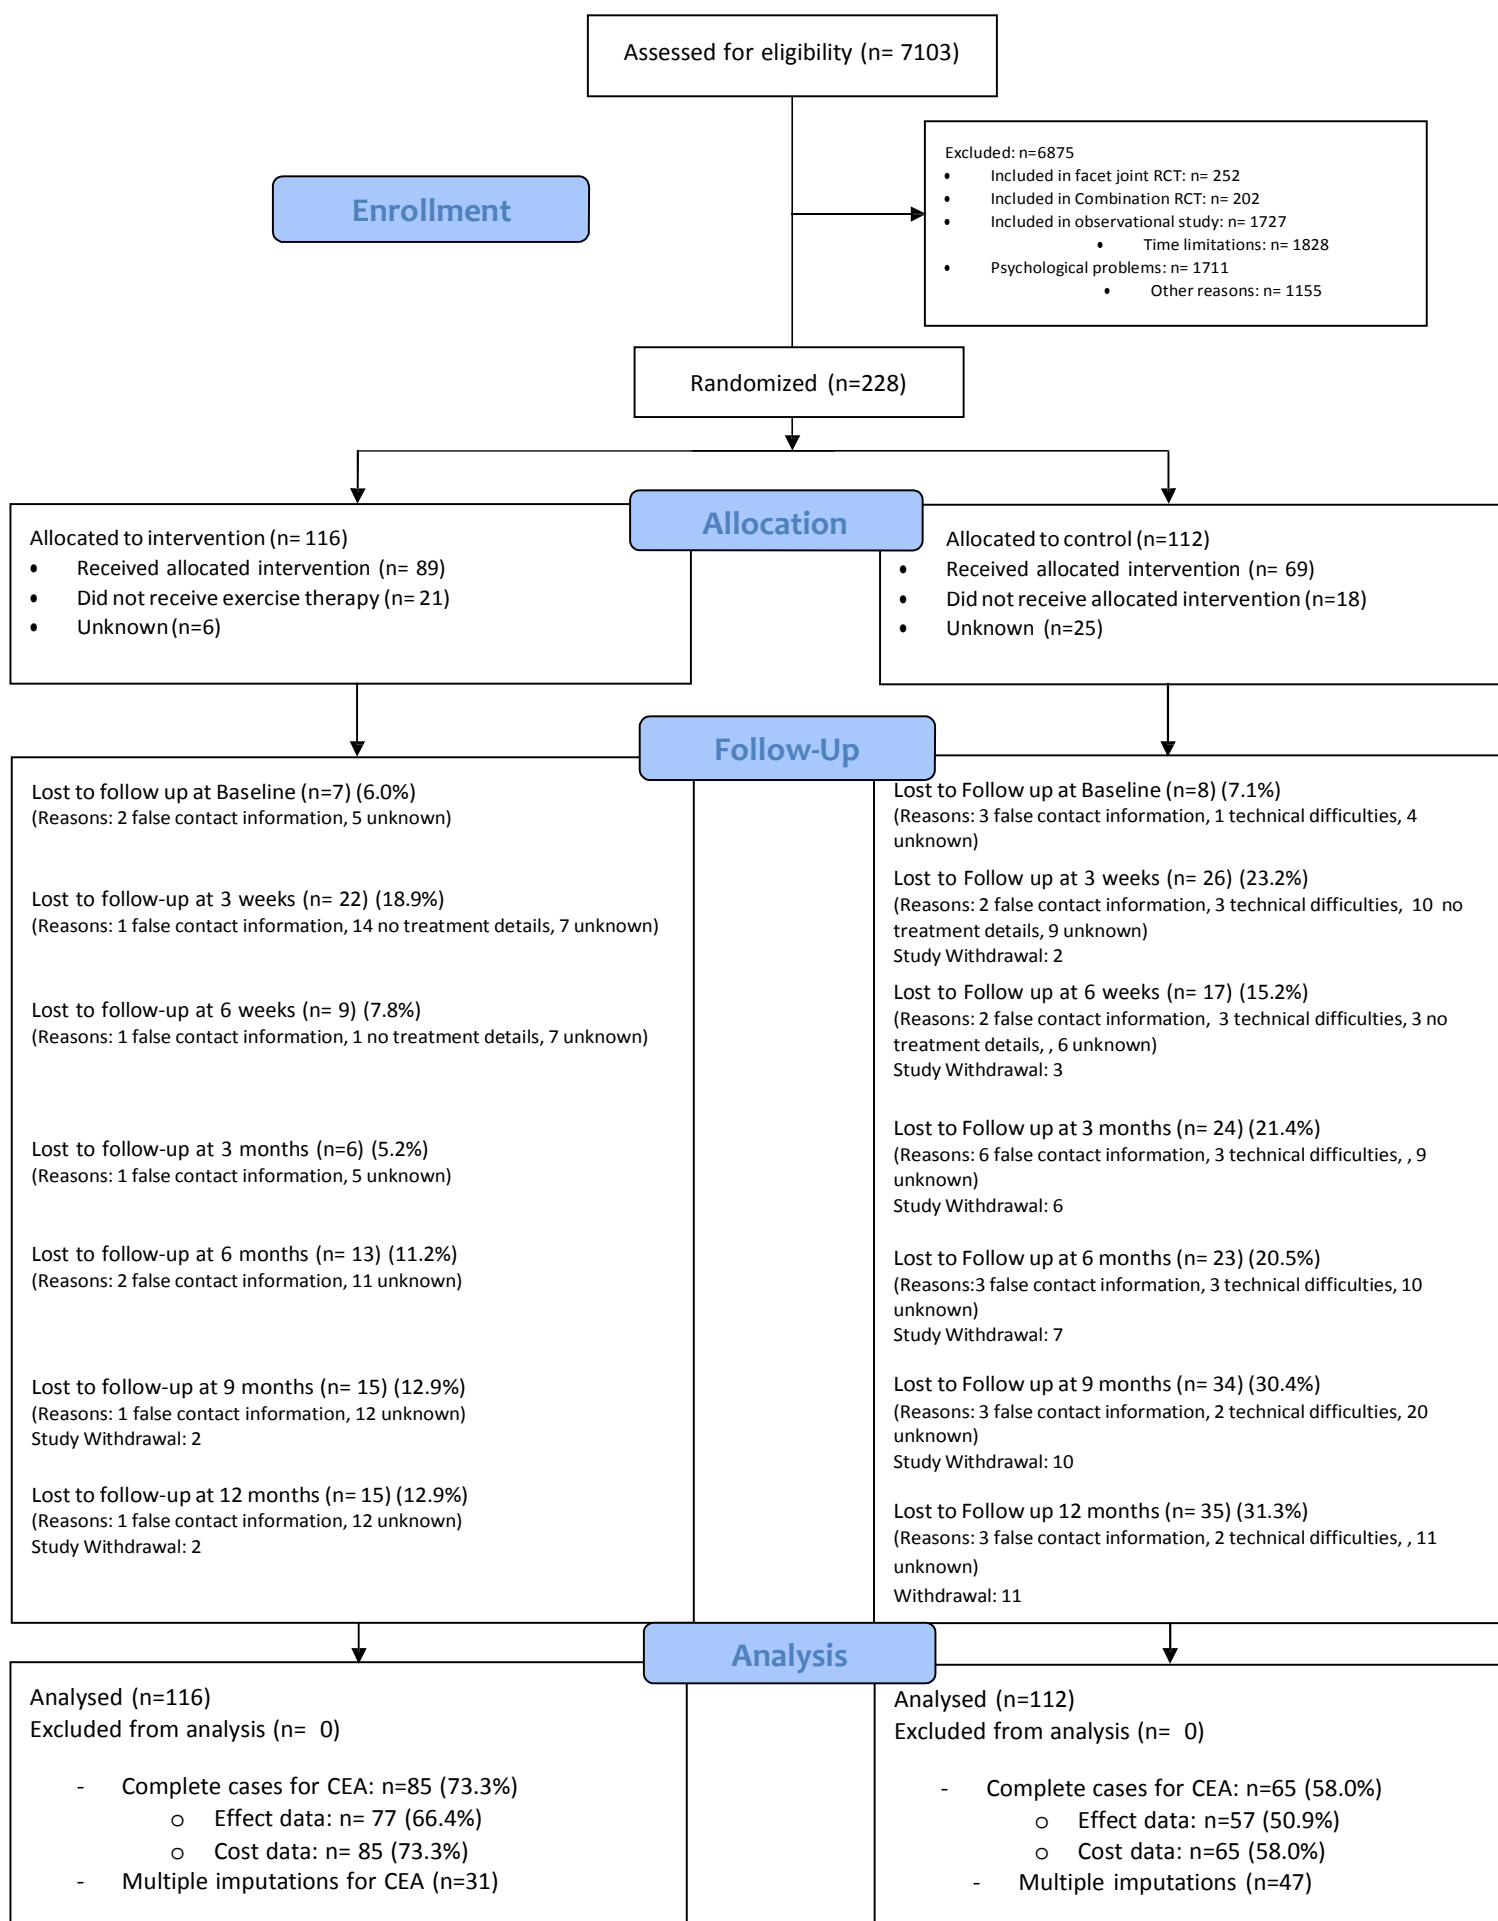 Assessed for eligibility (n= 7103)
Excluded: n=6875
• Included in facet joint RCT: n= 252
• Included in Combination RCT: n= 202
• Included in observational study: n= 1727
• Time limitations: n= 1828
• Psychological problems: n= 1711
• Other reasons: n= 1155
Enrollment
Randomized (n=228)
Allocation
Allocated to intervention (n= 116)
• Received allocated intervention (n= 89)
• Did not receive exercise therapy (n= 21)
• Unknown (n=6)
Allocated to control (n=112)
• Received allocated intervention (n= 69)
• Did not receive allocated intervention (n=18)
• Unknown (n=25)
Follow-Up
Lost to follow up at Baseline (n=7) (6.0%)
(Reasons: 2 false contact information, 5 unknown)
Lost to follow-up at 3 weeks (n= 22) (18.9%)
(Reasons: 1 false contact information, 14 no treatment details, 7 unknown)
Lost to follow-up at 6 weeks (n= 9) (7.8%)
(Reasons: 1 false contact information, 1 no treatment details, 7 unknown)
Lost to follow-up at 3 months (n=6) (5.2%)
(Reasons: 1 false contact information, 5 unknown)
Lost to follow-up at 6 months (n= 13) (11.2%)
(Reasons: 2 false contact information, 11 unknown)
Lost to follow-up at 9 months (n= 15) (12.9%)
(Reasons: 1 false contact information, 12 unknown)
Study Withdrawal: 2
Lost to follow-up at 12 months (n= 15) (12.9%)
(Reasons: 1 false contact information, 12 unknown)
Study Withdrawal: 2
Lost to Follow up at Baseline (n=8) (7.1%)
(Reasons: 3 false contact information, 1 technical difficulties, 4
unknown)
Lost to Follow up at 3 weeks (n= 26) (23.2%)
(Reasons: 2 false contact information, 3 technical difficulties, 10 no
treatment details, 9 unknown)
Study Withdrawal: 2
Lost to Follow up at 6 weeks (n= 17) (15.2%)
(Reasons: 2 false contact information, 3 technical difficulties, 3 no
treatment details, , 6 unknown)
Study Withdrawal: 3
Lost to Follow up at 3 months (n= 24) (21.4%)
(Reasons: 6 false contact information, 3 technical difficulties, , 9
unknown)
Study Withdrawal: 6
Lost to Follow up at 6 months (n= 23) (20.5%)
(Reasons:3 false contact information, 3 technical difficulties, 10
unknown)
Study Withdrawal: 7
Lost to Follow up at 9 months (n= 34) (30.4%)
(Reasons: 3 false contact information, 2 technical difficulties, 20
unknown)
Study Withdrawal: 10
Lost to Follow up 12 months (n= 35) (31.3%)
(Reasons: 3 false contact information, 2 technical difficulties, , 11
unknown)
Withdrawal: 11
Analysis
Analysed (n=116)
Excluded from analysis (n= 0)
- Complete cases for CEA: n=85 (73.3%)
o Effect data: n= 77 (66.4%)
o Cost data: n= 85 (73.3%)
- Multiple imputations for CEA (n=31)
Analysed (n=112)
Excluded from analysis (n= 0)
- Complete cases for CEA: n=65 (58.0%)
o Effect data: n=57 (50.9%)
o Cost data: n=65 (58.0%)
- Multiple imputations (n=47)